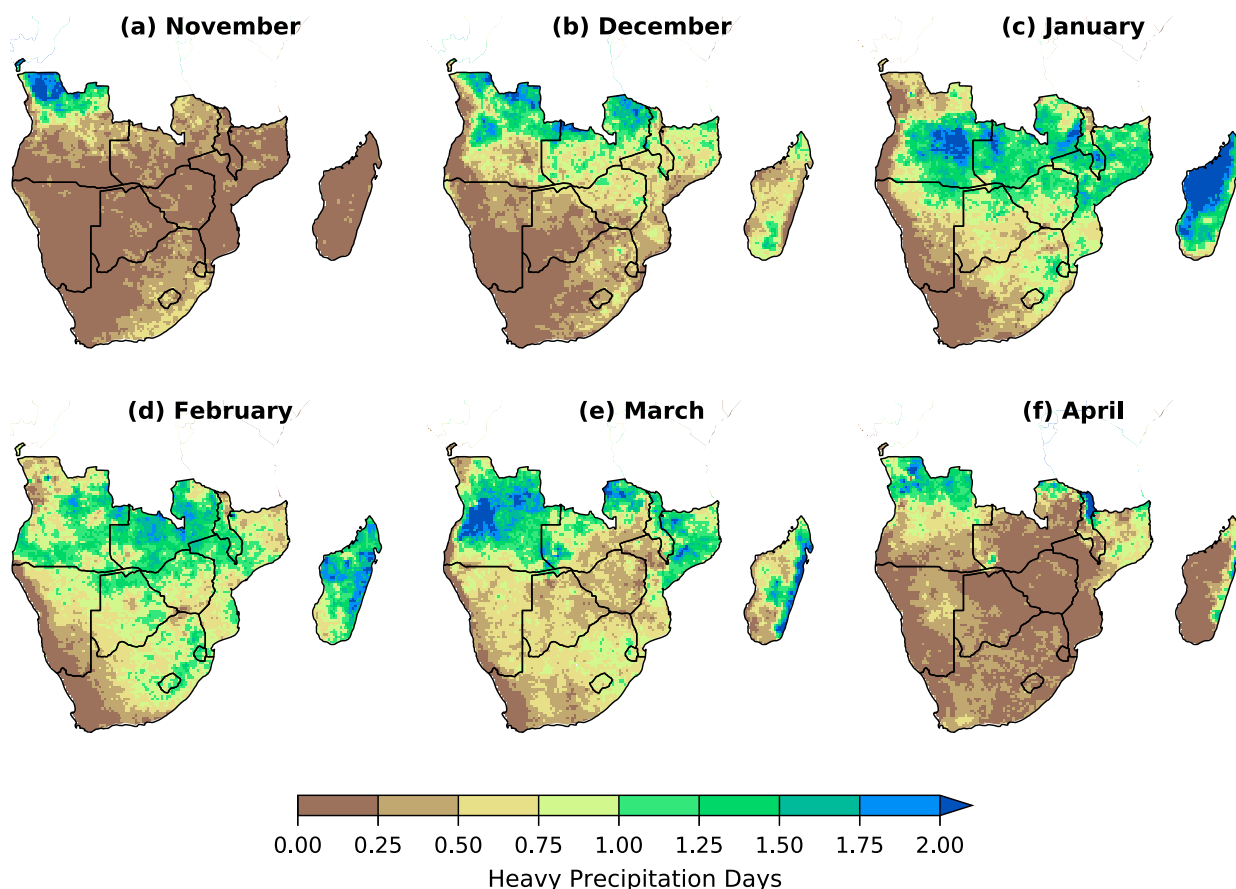 (a) November
(b) December
(c) January
(d) February
(e) March
(f) April
0.00 0.25 0.50 0.75 1.00 1.25 1.50 1.75 2.00
Heavy Precipitation Days